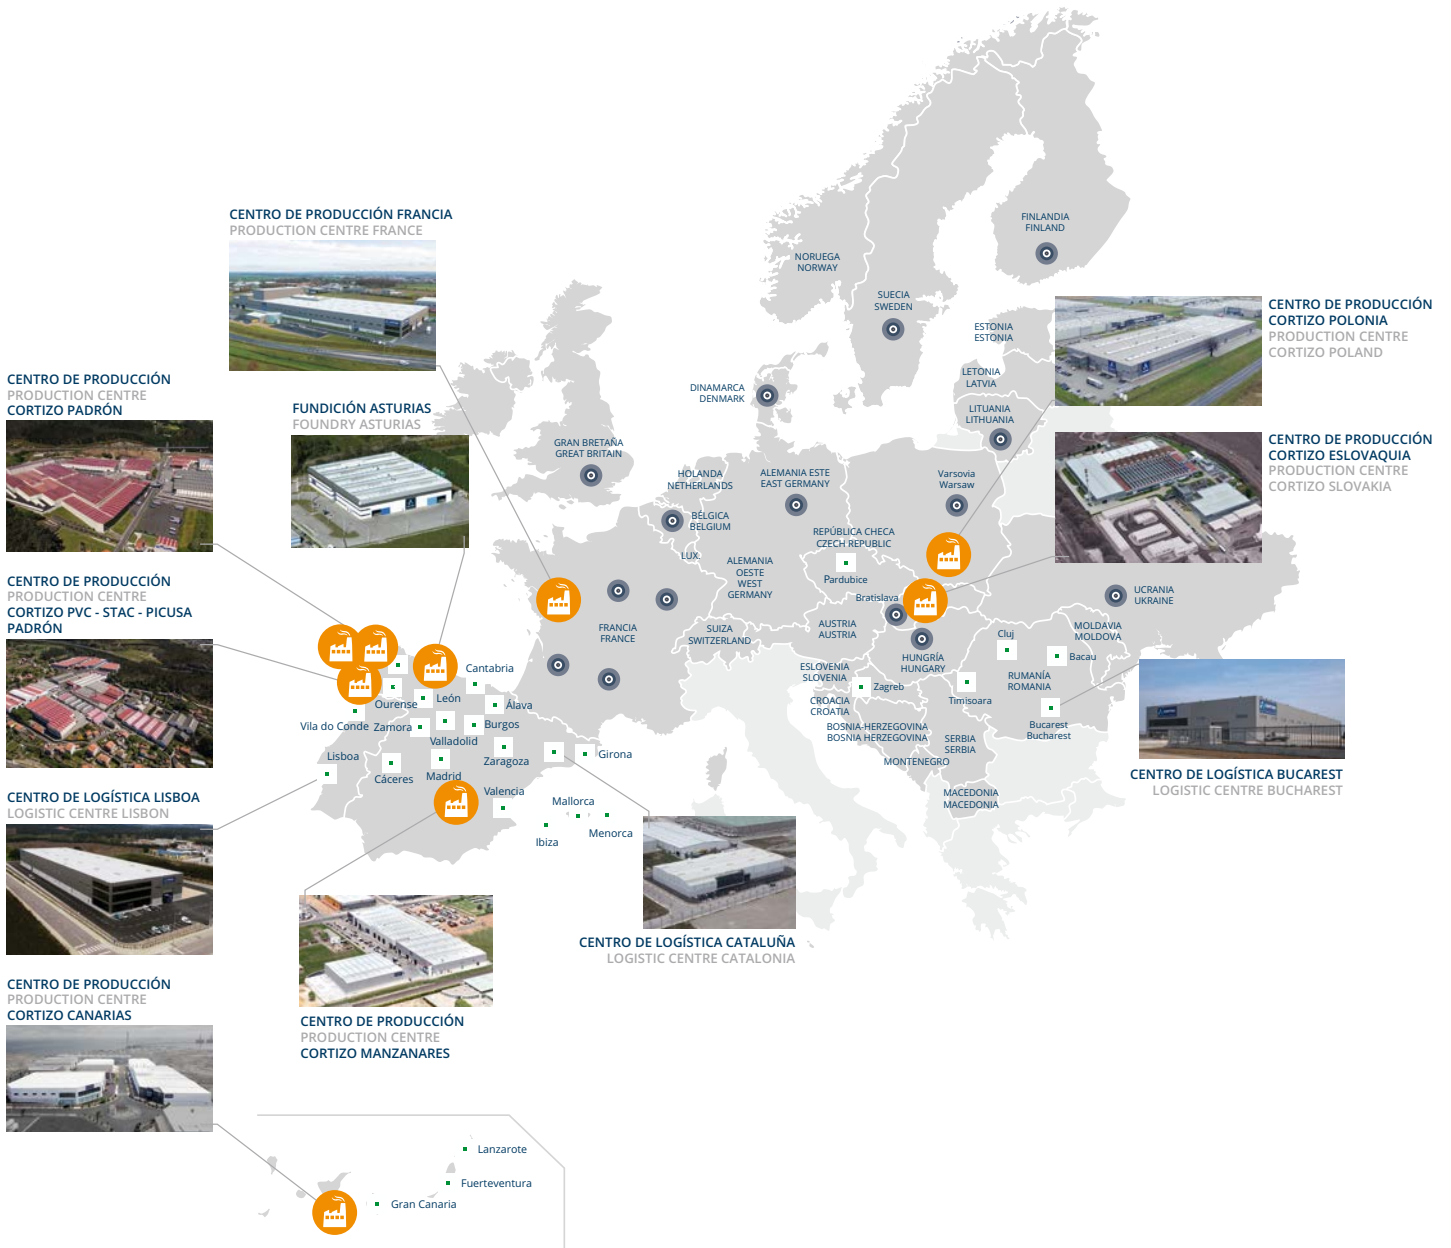 CENTRO DE PRODUCCIÓN FRANCIA
PRODUCTION CENTRE FRANCE
CENTRO DE PRODUCCIÓN
PRODUCTION CENTRE
CORTIZO PADRÓN
FUNDICIÓN ASTURIAS
FOUNDRY ASTURIAS
CENTRO DE PRODUCCIÓN
PRODUCTION CENTRE
CORTIZO PVC - STAC - PICUSA
PADRÓN
CENTRO DE LOGÍSTICA LISBOA
LOGISTIC CENTRE LISBON
CENTRO DE PRODUCCIÓN
PRODUCTION CENTRE
CORTIZO CANARIAS
CENTRO DE PRODUCCIÓN
PRODUCTION CENTRE
CORTIZO MANZANARES
CENTRO DE LOGÍSTICA CATALUÑA
LOGISTIC CENTRE CATALONIA
CENTRO DE PRODUCCIÓN
CORTIZO POLONIA
PRODUCTION CENTRE
CORTIZO POLAND
CENTRO DE PRODUCCIÓN
CORTIZO ESLOVAQUIA
PRODUCTION CENTRE
CORTIZO SLOVAKIA
CENTRO DE LOGÍSTICA BUCAREST
LOGISTIC CENTRE BUCHAREST
FINLANDIA
FINLAND
NORUEGA
NORWAY
SUECIA
SWEDEN
ESTONIA
ESTONIA
LETONIA
LATVIA
LITUANIA
LITHUANIA
DINAMARCA
DENMARK
GRAN BRETAÑA
GREAT BRITAIN
HOLANDA
NETHERLANDS
ALEMANIA ESTE
EAST GERMANY
Varsovia
Warsaw
BÉLGICA
BELGIUM
REPÚBLICA CHECA
CZECH REPUBLIC
LUX.
ALEMANIA
OESTE
WEST
GERMANY
Pardubice
Bratislava
UCRANIA
UKRAINE
FRANCIA
FRANCE
SUIZA
SWITZERLAND
AUSTRIA
AUSTRIA
MOLDAVIA
MOLDOVA
Cluj
Bacau
HUNGRÍA
HUNGARY
ESLOVENIA
SLOVENIA
RUMANÍA
ROMANIA
Zagreb
Timisoara
CROACIA
CROATIA
BOSNIA-HERZEGOVINA
BOSNIA HERZEGOVINA
Bucarest
Bucharest
SERBIA
SERBIA
MONTENEGRO
MACEDONIA
MACEDONIA
Cantabria
Ourense
León
Álava
Vila do Conde
Zamora
Burgos
Valladolid
Lisboa
Cáceres
Madrid
Zaragoza
Girona
Valencia
Mallorca
Ibiza
Menorca
Lanzarote
Fuerteventura
Gran Canaria